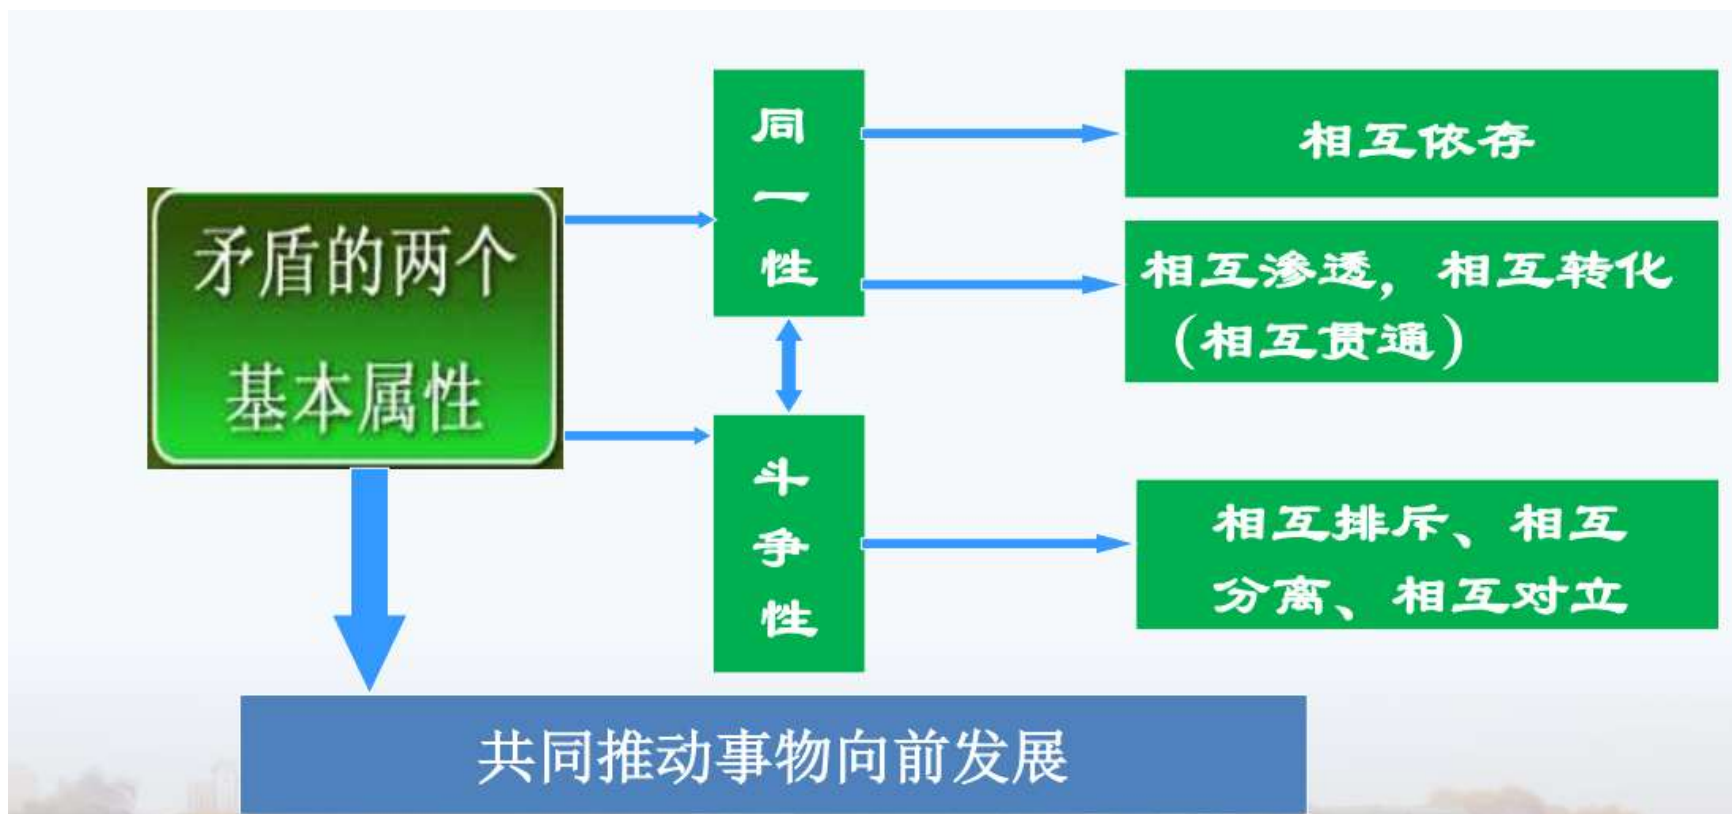 矛盾的两个
基本属性
同一性
相互依存
相互渗透，相互转化
（相互贯通）
斗争性
相互排斥、相互
分离、相互对立
共同推动事物向前发展